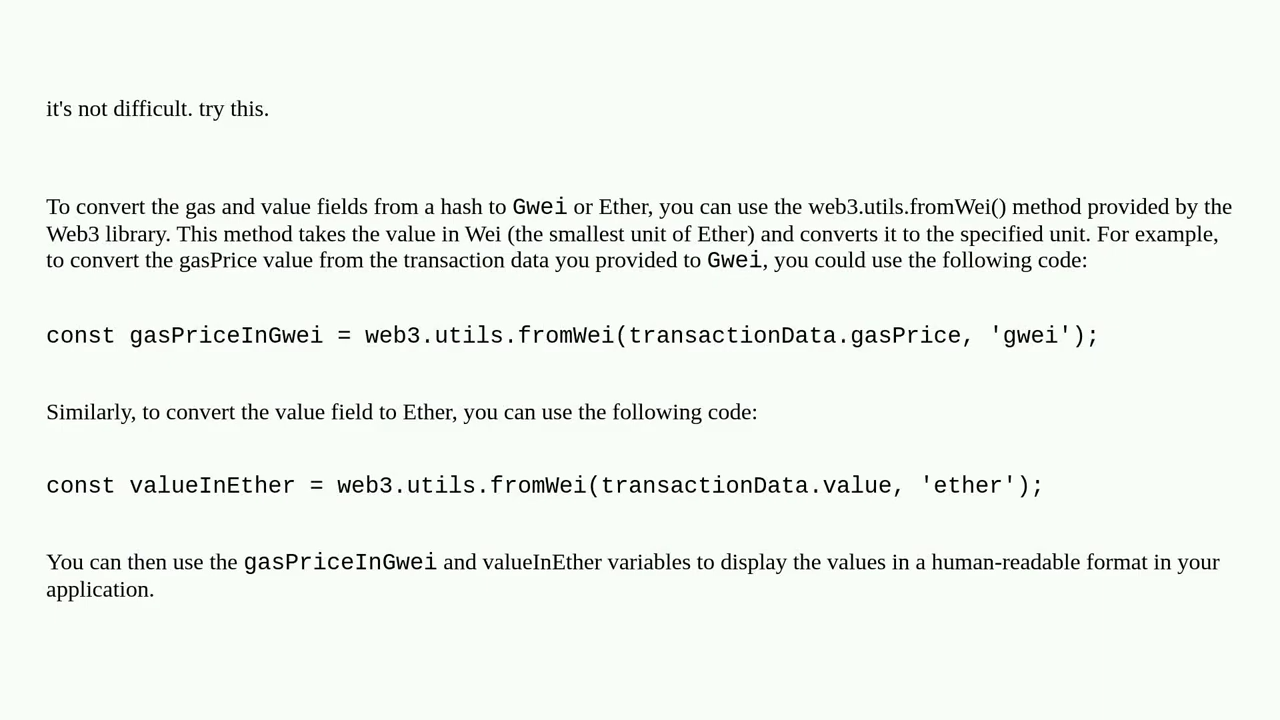 it's not difficult. try this.
To convert the gas and value fields from a hash to Gwei or Ether, you can use the web3.utils.fromWei() method provided by the
Web3 library. This method takes the value in Wei (the smallest unit of Ether) and converts it to the specified unit. For example,
to convert the gasPrice value from the transaction data you provided to Gwei, you could use the following code:
const gasPriceInGwei = web3.utils.fromWei(transactionData.gasPrice, 'gwei');
Similarly, to convert the value field to Ether, you can use the following code:
const valueInEther = web3.utils.fromWei(transactionData.value, 'ether');
You can then use the gasPriceInGwei and valueInEther variables to display the values in a human-readable format in your
application.